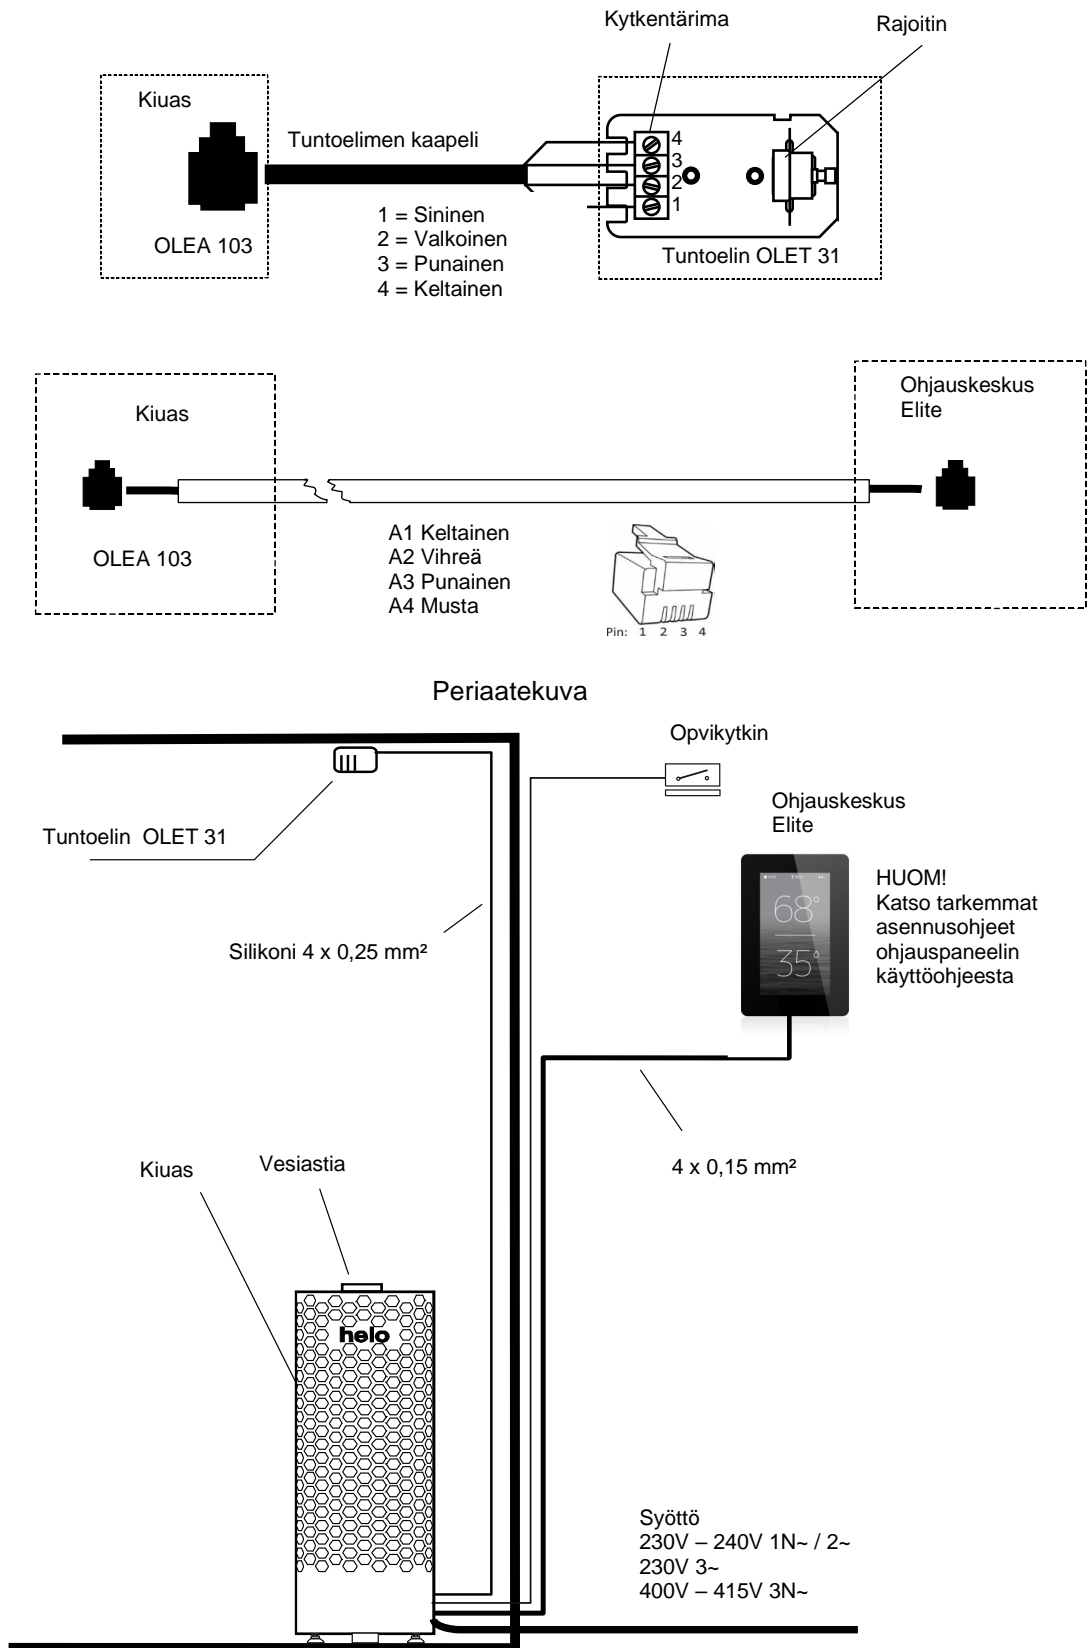 Kytkentärima
Rajoitin
Kiuas
Tuntoelimen kaapeli
4
3
2
1
1 = Sininen
2 = Valkoinen
3 = Punainen
4 = Keltainen
OLEA 103
Tuntoelin OLET 31
Kiuas
Ohjauskeskus
Elite
OLEA 103
A1 Keltainen
A2 Vihreä
A3 Punainen
A4 Musta
Pin: 1 2 3 4
Periaatekuva
Opvikytkin
Tuntoelin OLET 31
Ohjauskeskus
Elite
68°
35°
HUOM!
Katso tarkemmat
asennusohjeet
ohjauspaneelin
käyttöohjeesta
Silikoni 4 x 0,25 mm²
4 x 0,15 mm²
Kiuas
Vesiastia
helo
Syöttö
230V – 240V 1N~ / 2~
230V 3~
400V – 415V 3N~